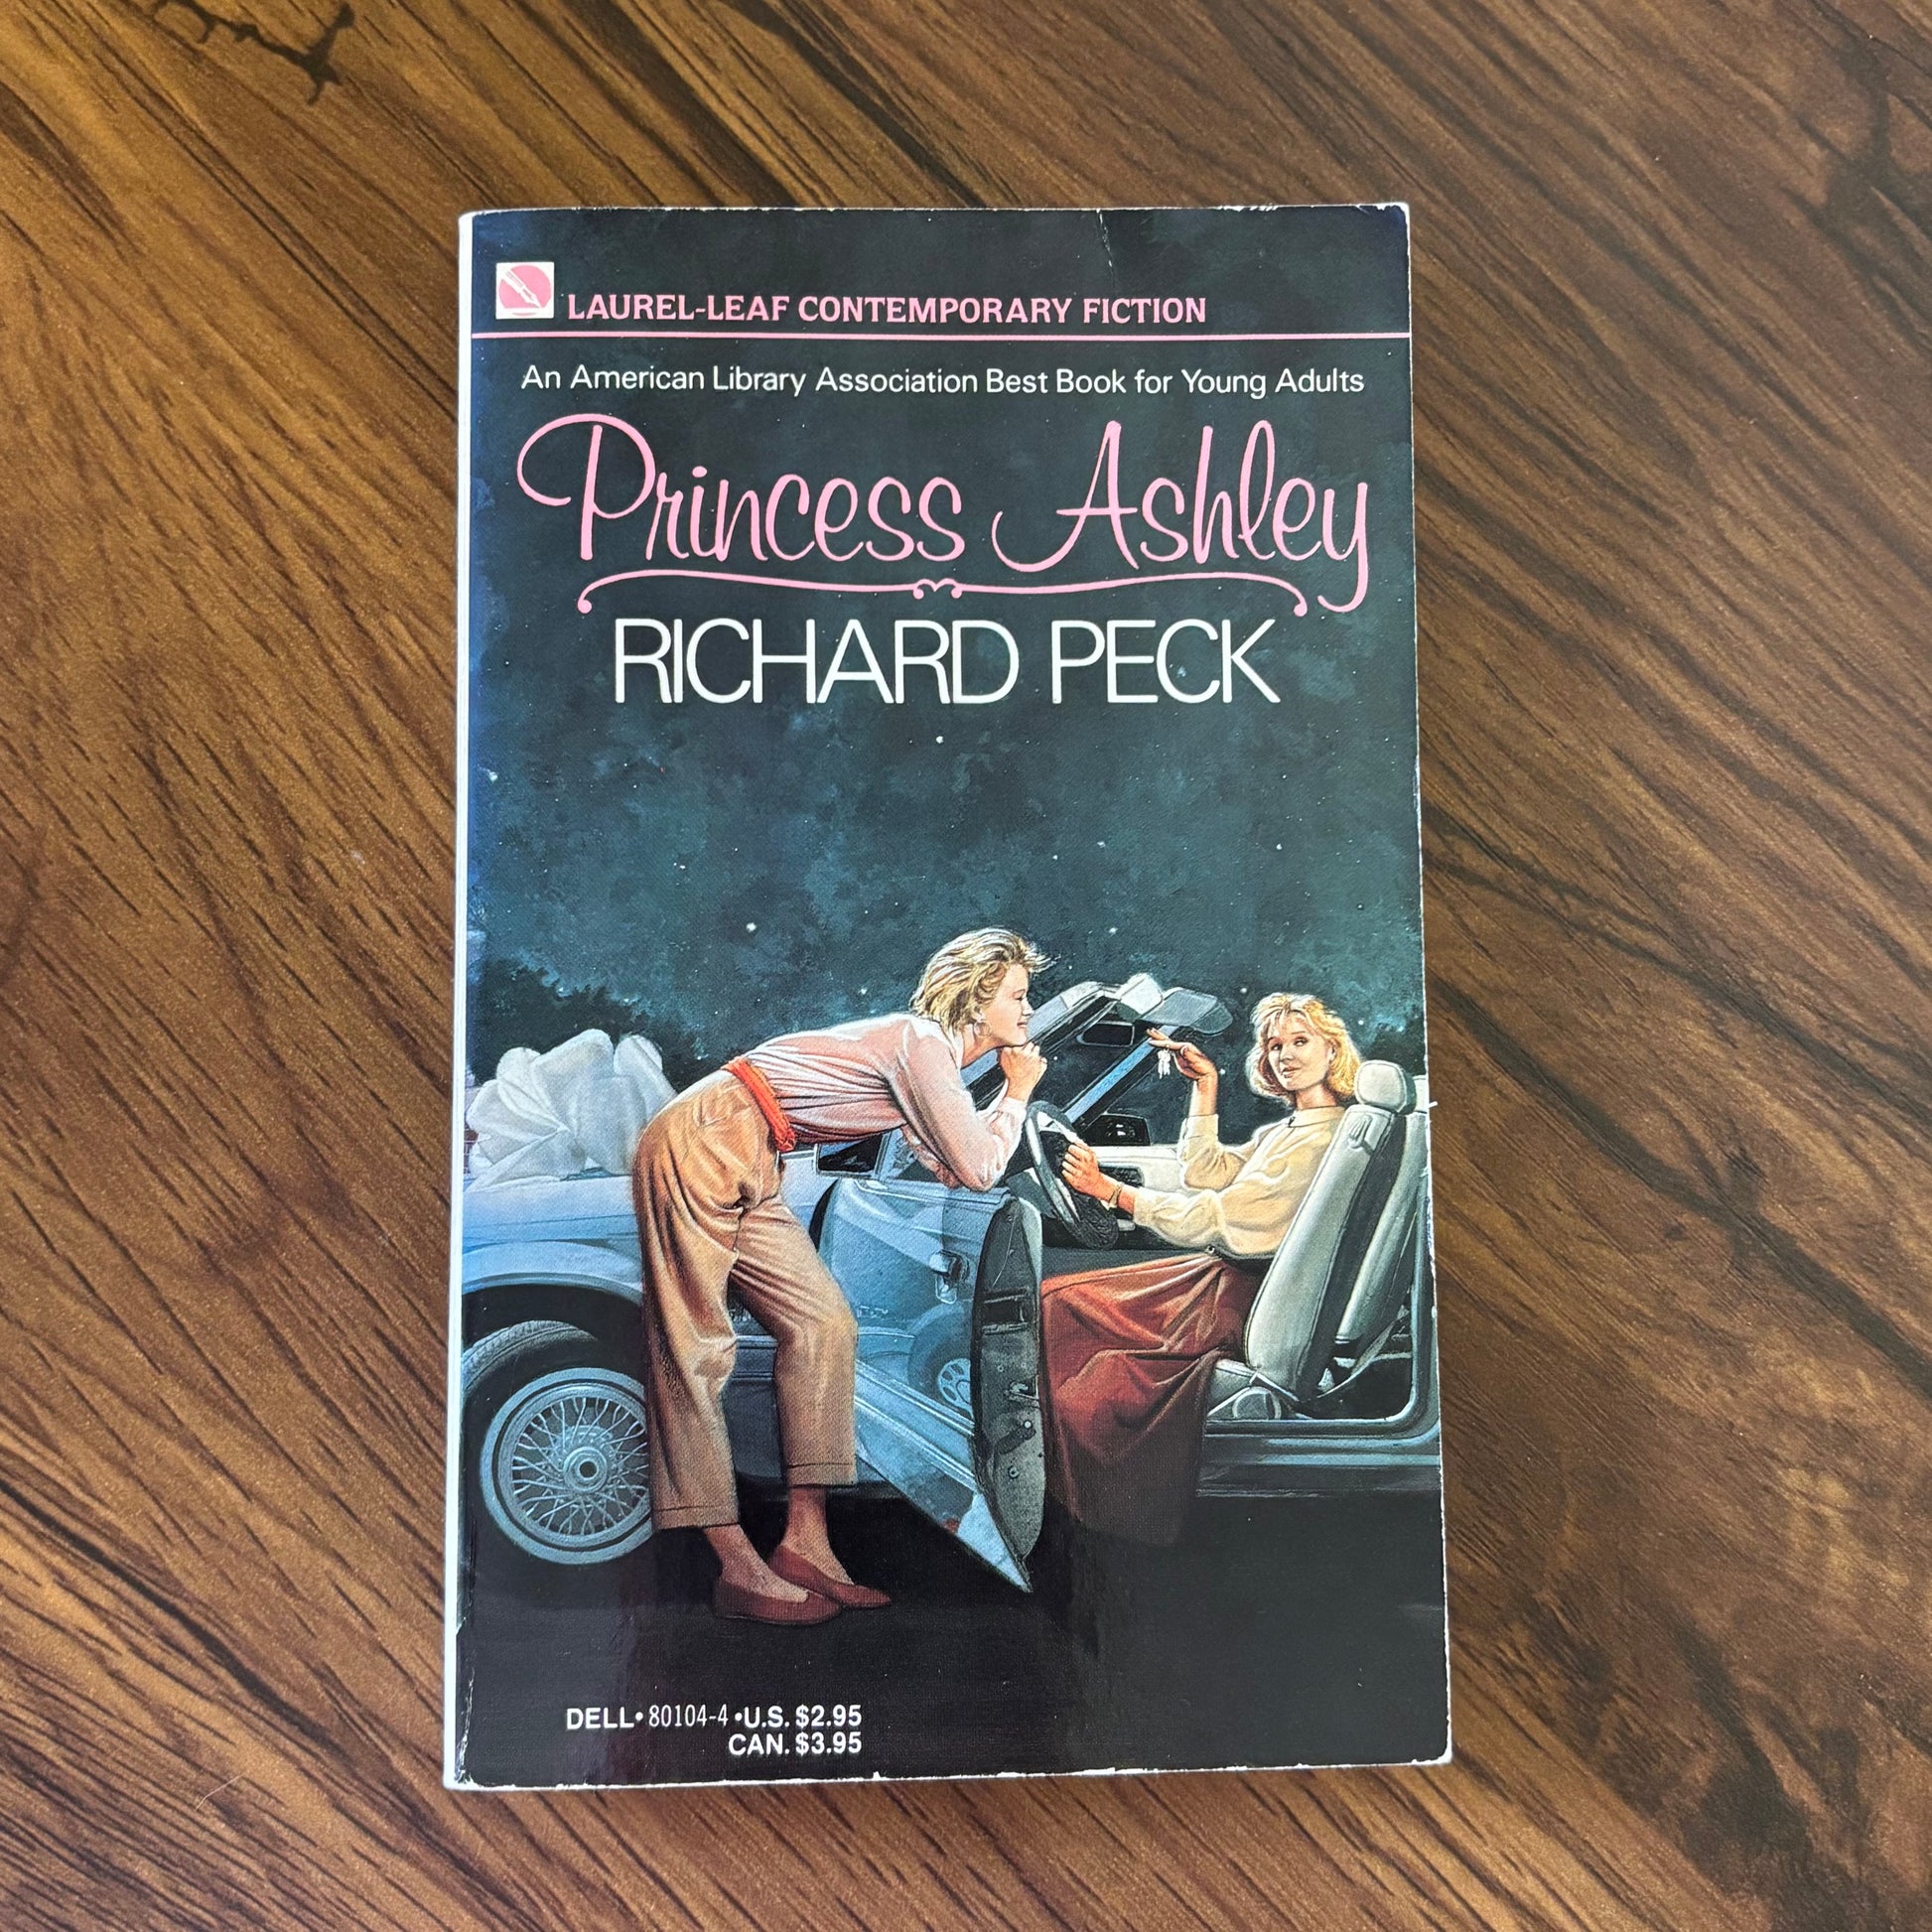 LAUREL-LEAF CONTEMPORARY FICTION
An American Library Association Best Book for Young Adults
Princess Ashley
RICHARD PECK
DELL • 80104-4 • U.S. $2.95
CAN. $3.95